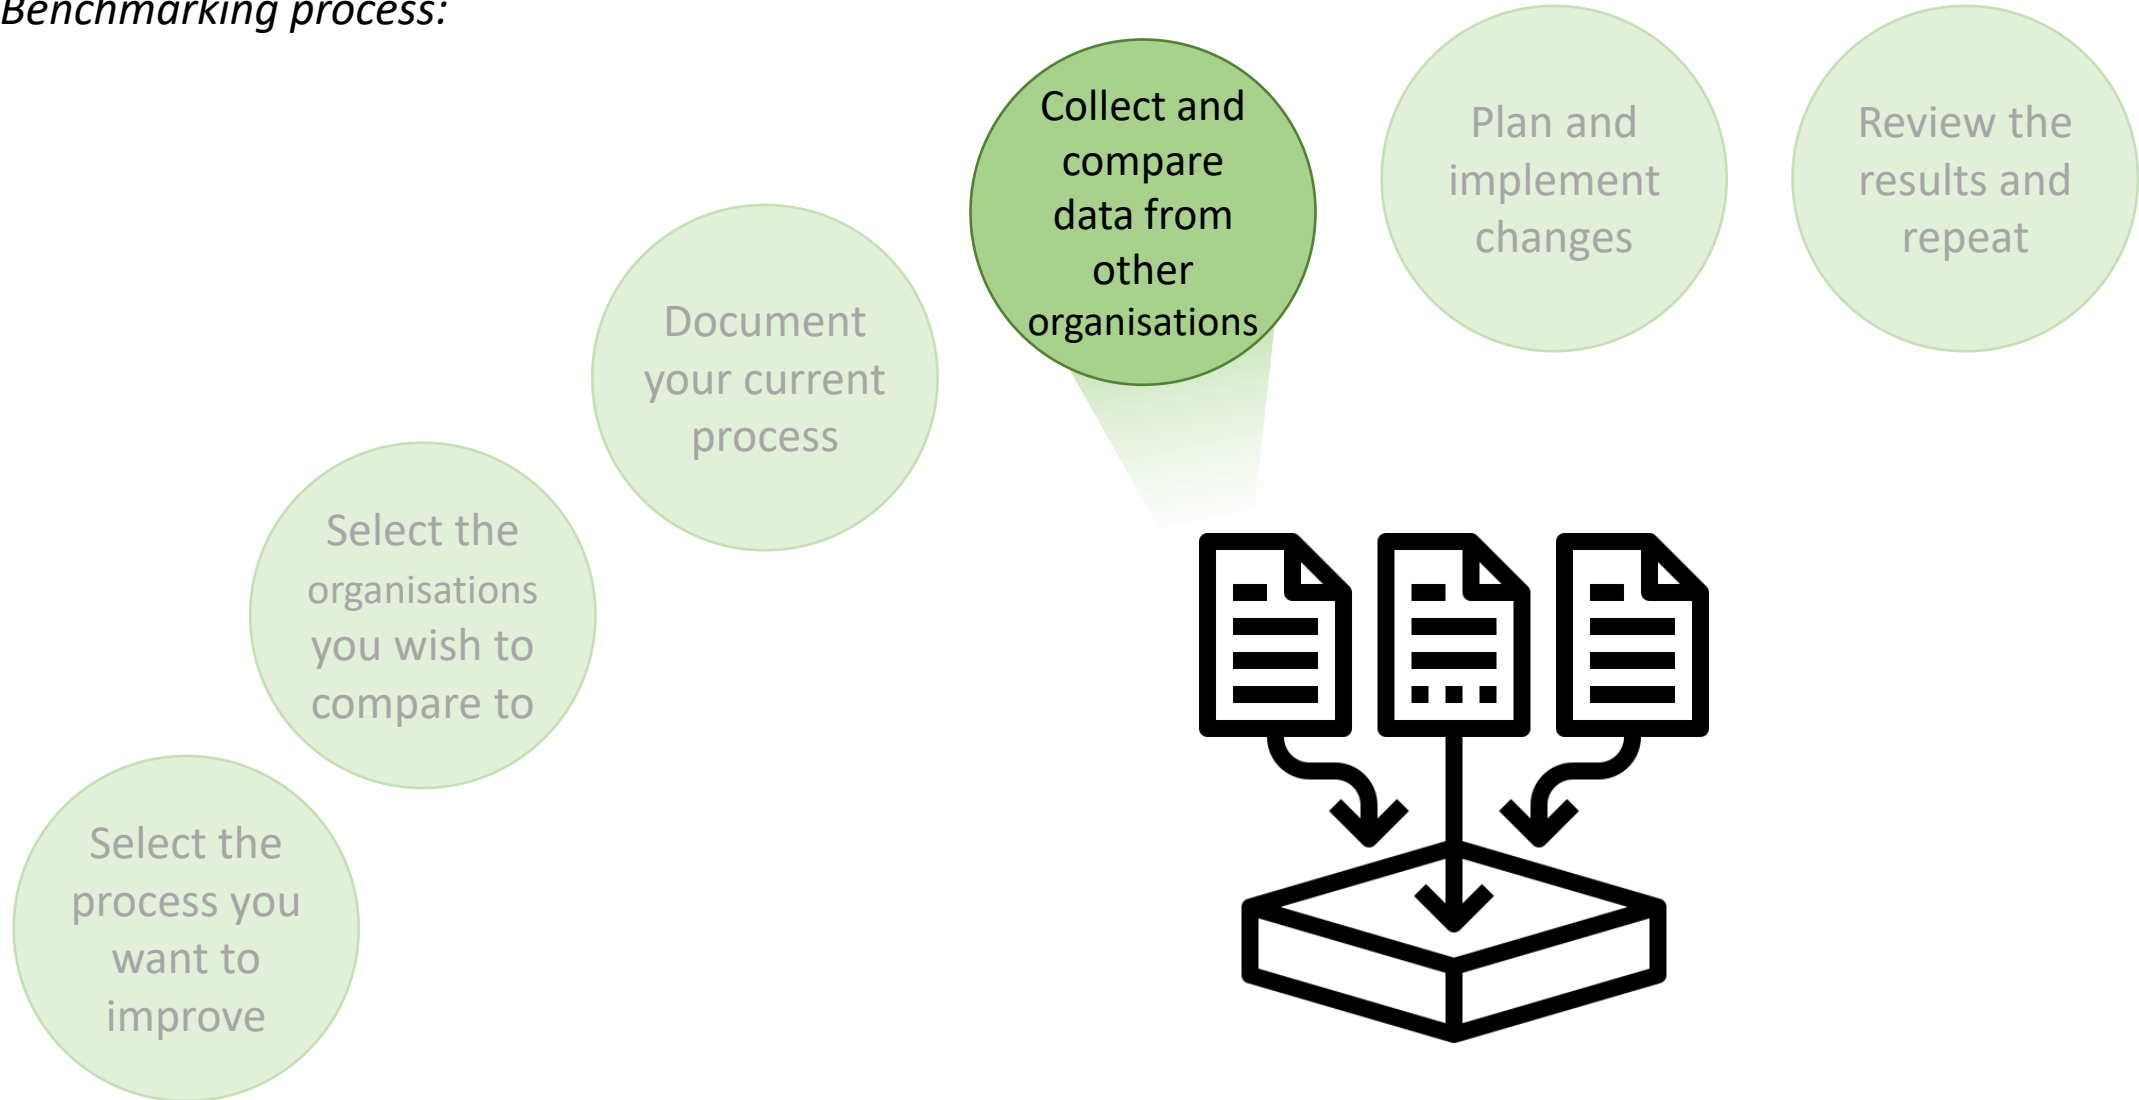 Benchmarking process:
Select the
process you
want to
improve
Select the
organisations
you wish to
compare to
Document
your current
process
Collect and
compare
data from
other
organisations
Plan and
implement
changes
Review the
results and
repeat